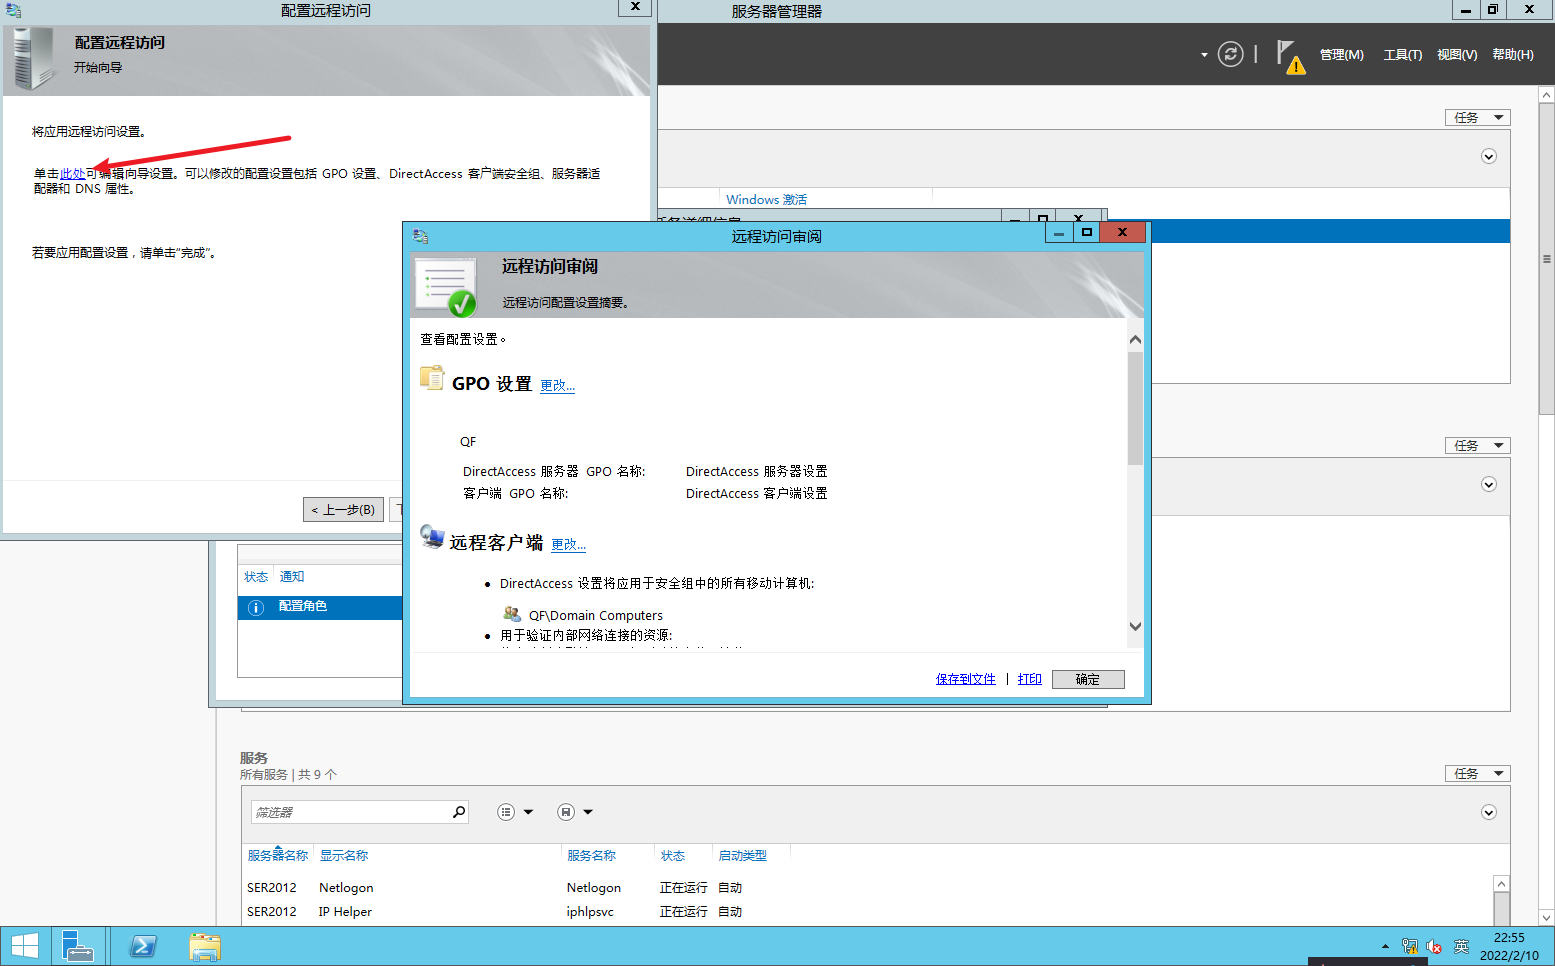 配置远程访问
服务器管理器
配置远程访问
开始向导
管理(M) 工具(T) 视图(V) 帮助(H)
任务
将应用远程访问设置。
单击此处可编辑向导设置。可以修改的配置设置包括 GPO 设置、DirectAccess 客户端安全组、服务器适
配器和 DNS 属性。
若要应用配置设置，请单击“完成”。
< 上一步(B)
Windows 激活
远程访问审阅
远程访问审阅
远程访问配置设置摘要。
查看配置设置。
GPO 设置 更改...
QF
DirectAccess 服务器 GPO 名称: DirectAccess 服务器设置
客户端 GPO 名称: DirectAccess 客户端设置
远程客户端 更改...
DirectAccess 设置将应用于安全组中的所有移动计算机:
QF\Domain Computers
用于验证内部网络连接的资源:
保存到文件 | 打印 确定
任务
状态 通知
配置角色
服务
所有服务 | 共 9 个
任务
筛选器
服务器名称 显示名称 服务名称 状态 启动类型
SER2012 Netlogon Netlogon 正在运行 自动
SER2012 IP Helper iphlpsvc 正在运行 自动
英
22:55
2022/2/10